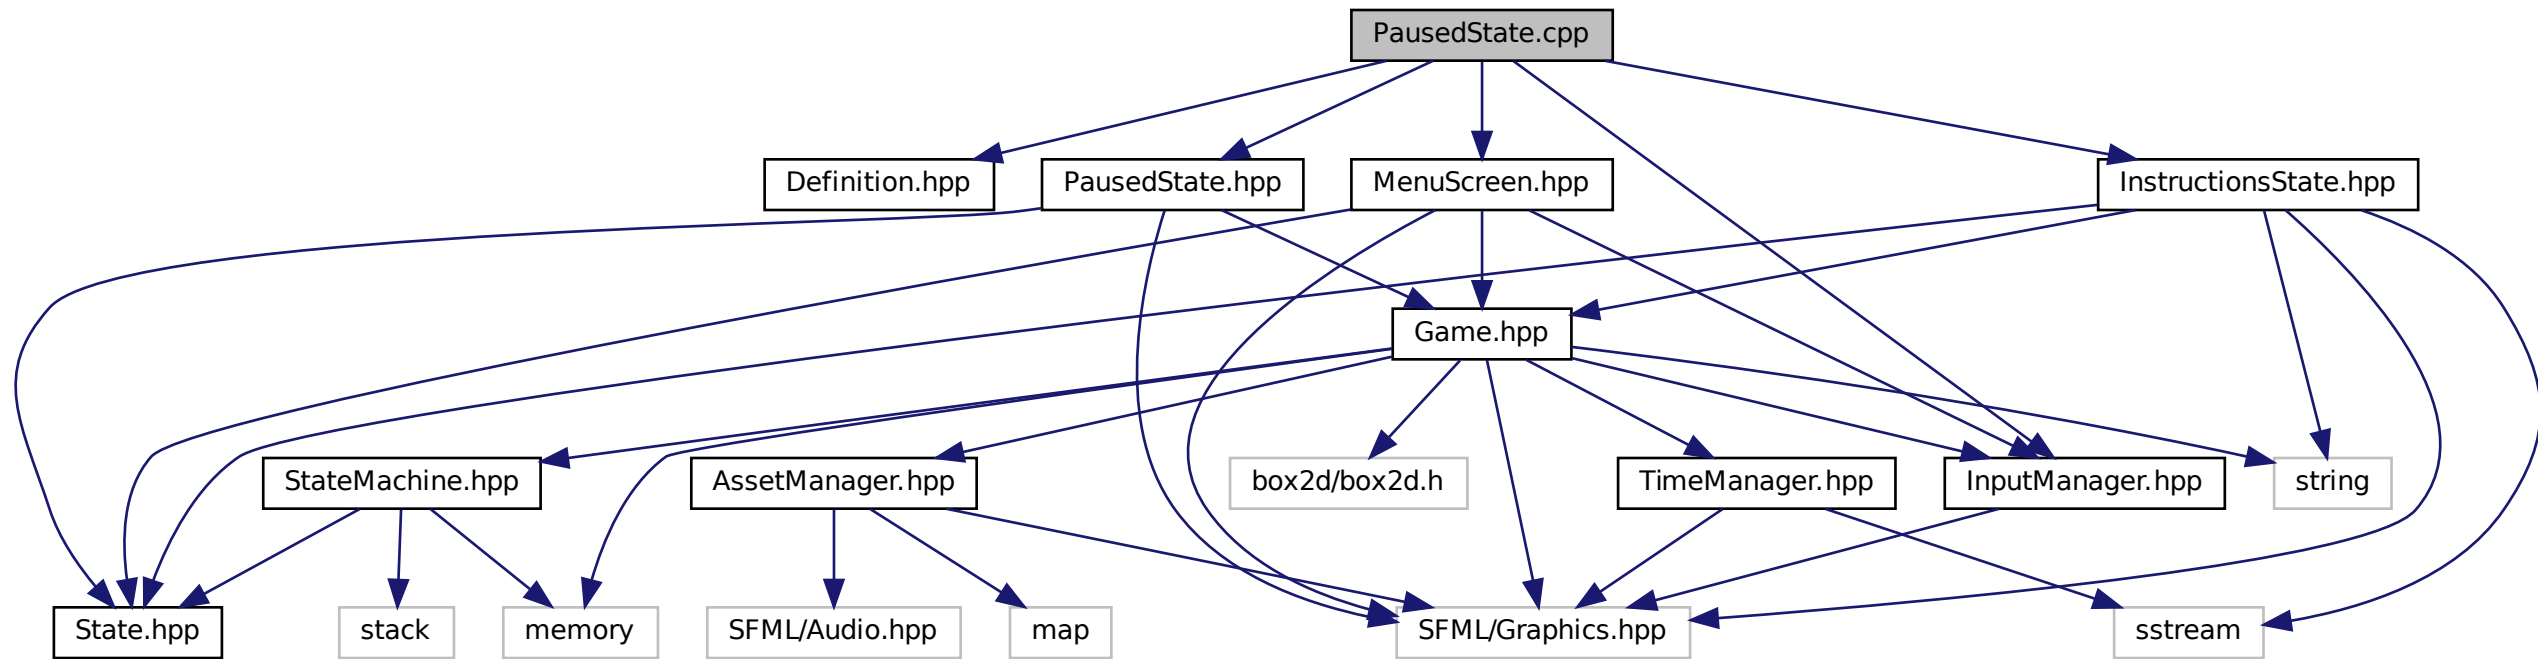 PausedState.cpp
Definition.hpp
PausedState.hpp
MenuScreen.hpp
InstructionsState.hpp
Game.hpp
StateMachine.hpp
AssetManager.hpp
box2d/box2d.h
TimeManager.hpp
InputManager.hpp
string
State.hpp
stack
memory
SFML/Audio.hpp
map
SFML/Graphics.hpp
sstream